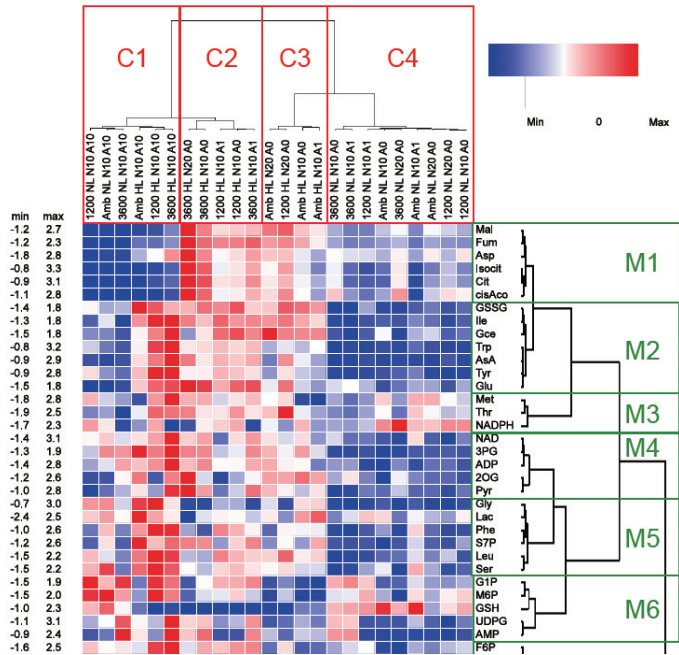 C1 C2 C3 C4
Min 0 Max
1200 NL N10 A10
Amb NL N10 A10
3600 NL N10 A10
Amb HL N10 A10
1200 HL N10 A10
3600 HL N10 A10
3600 HL N20 A0
3600 HL N10 A0
1200 HL N10 A1
1200 HL N10 A0
3600 HL N10 A1
Amb HL N20 A0
1200 HL N20 A0
Amb HL N10 A0
Amb HL N10 A1
3600 NL N10 A0
3600 NL N10 A1
1200 NL N10 A1
Amb NL N20 A0
3600 NL N20 A0
Amb NL N10 A1
Amb NL N10 A0
1200 NL N20 A0
1200 NL N10 A0
min max
-1.2 2.7 Mal
-1.2 2.3 Fum
-1.8 2.8 Asp
M1
-0.8 3.3 Isocit
-0.9 3.1 Cit
-1.1 2.8 cisAco
-1.4 1.8 GSSG
-1.3 1.8 Ile
-1.5 1.8 Gce
-0.8 3.2 Trp
M2
-0.9 2.9 AsA
-0.9 2.8 Tyr
-1.5 1.8 Glu
-1.8 2.8 Met
-1.9 2.5 Thr
M3
-1.7 2.3 NADPH
-1.4 3.1 NAD
M4
-1.3 1.9 3PG
-1.4 2.8 ADP
-1.2 2.6 2OG
-1.0 2.8 Pyr
-0.7 3.0 Gly
-2.4 2.5 Lac
-1.0 2.6 Phe
M5
-1.2 2.6 S7P
-1.5 2.2 Leu
-1.5 2.2 Ser
-1.5 1.9 G1P
-1.5 2.0 M6P
-1.0 2.3 GSH
M6
-1.1 3.1 UDPG
-0.9 2.4 AMP
-1.6 2.5 F6P